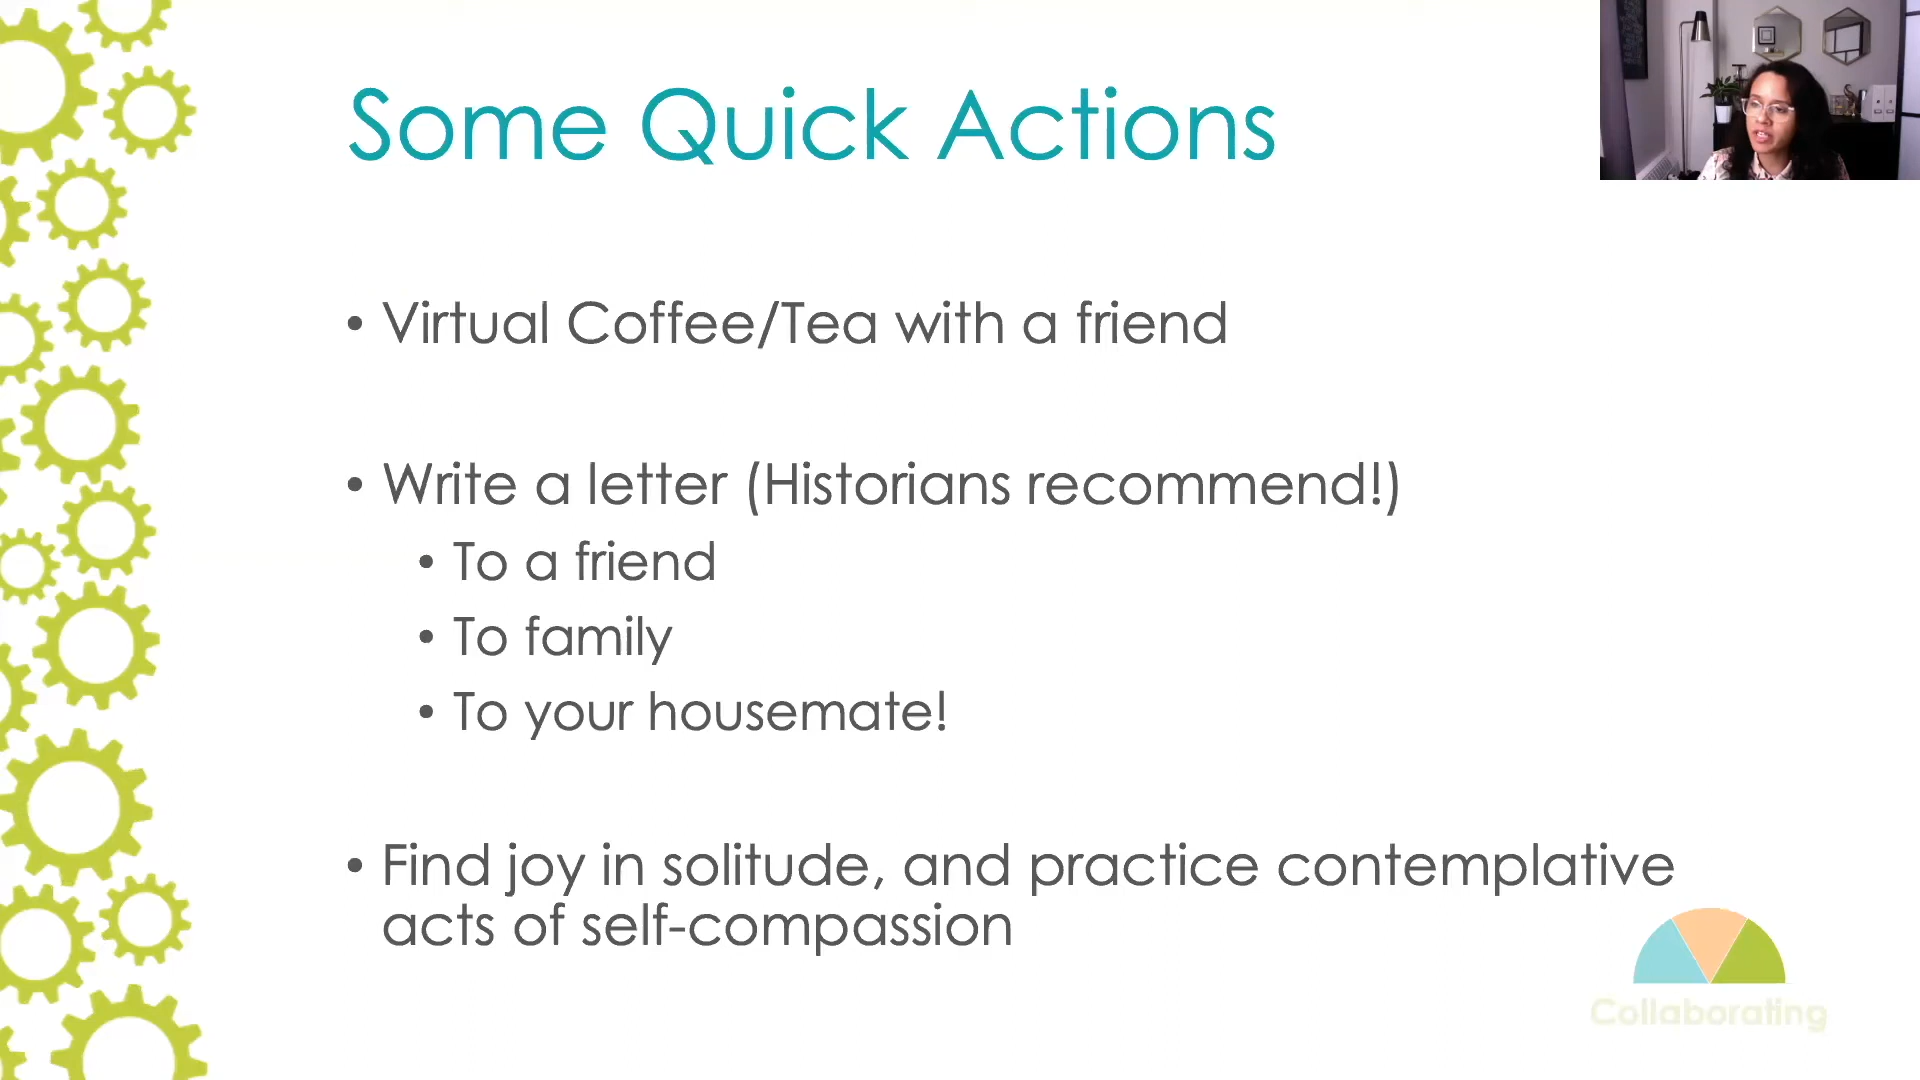 Some Quick Actions
• Virtual Coffee/Tea with a friend
• Write a letter (Historians recommend!)
• To a friend
• To family
• To your housemate!
• Find joy in solitude, and practice contemplative
acts of self-compassion
Collaborating